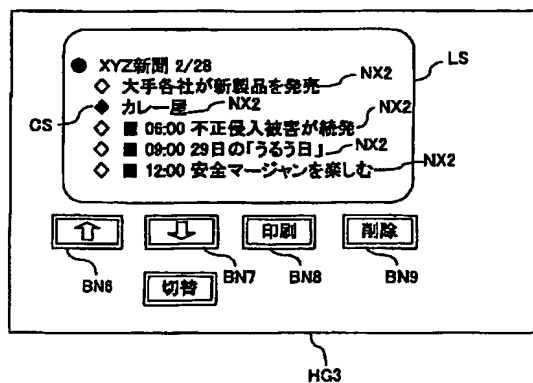 ● XYZ新聞 2/28
◇ 大手各社が新製品を発売 NX2
LS
CS ◆ カレー屋 NX2
◇ ■ 06:00 不正侵入被害が続発 NX2
◇ ■ 09:00 29日の「うるう日」 NX2
◇ ■ 12:00 安全マージャンを楽しむ NX2
⇧ ⇩ 印刷 削除
BN6 BN7 BN8 BN9
切替
HG3